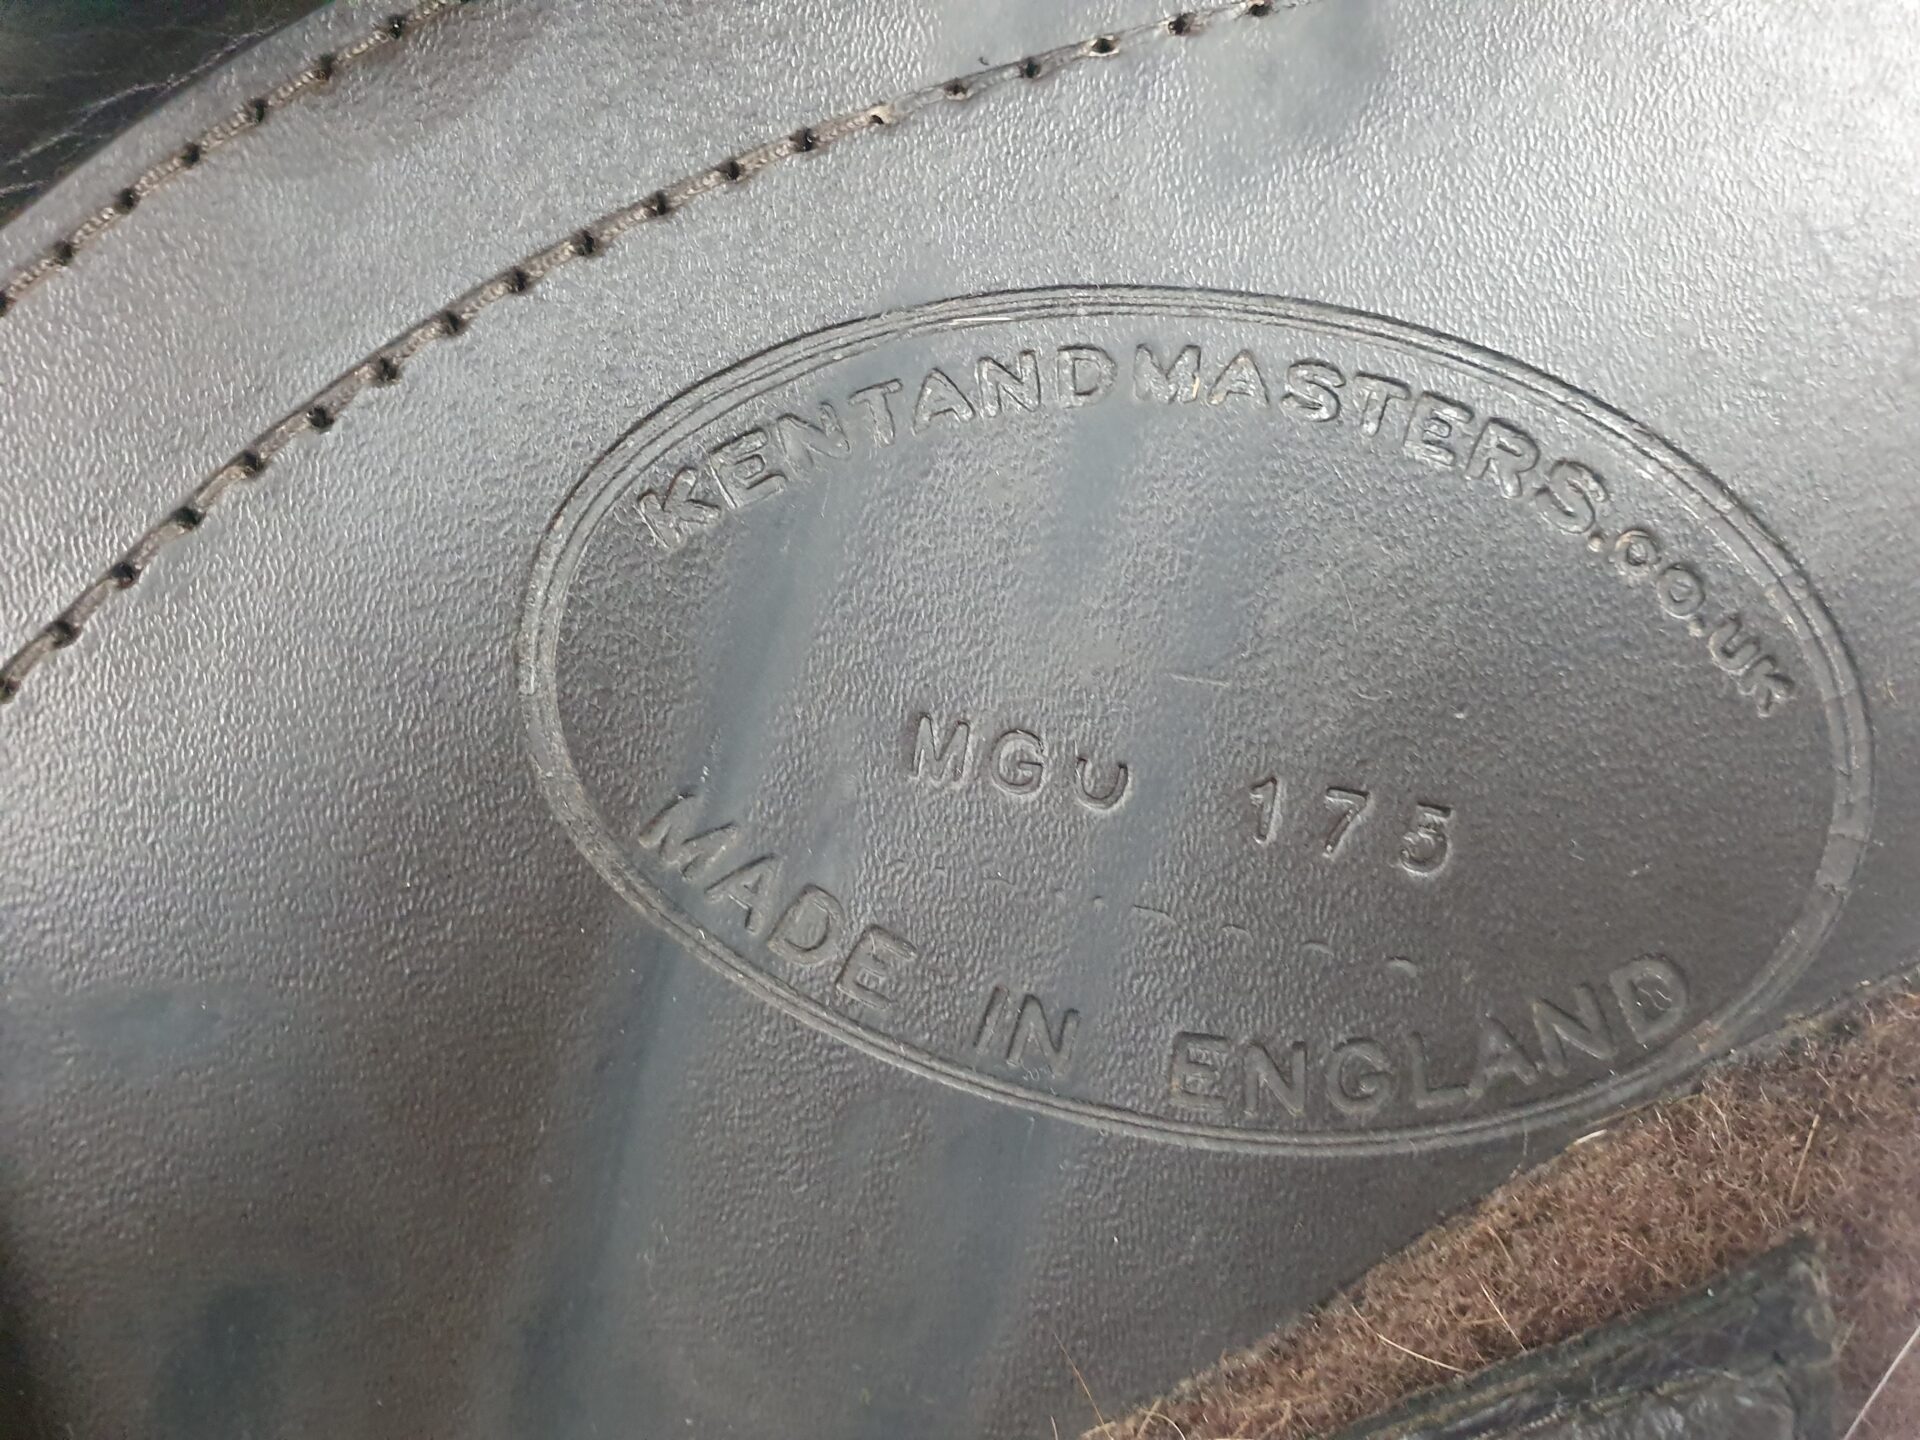 KENTANDMASTERS.CO.UK
MGU 175
MADE IN ENGLAND